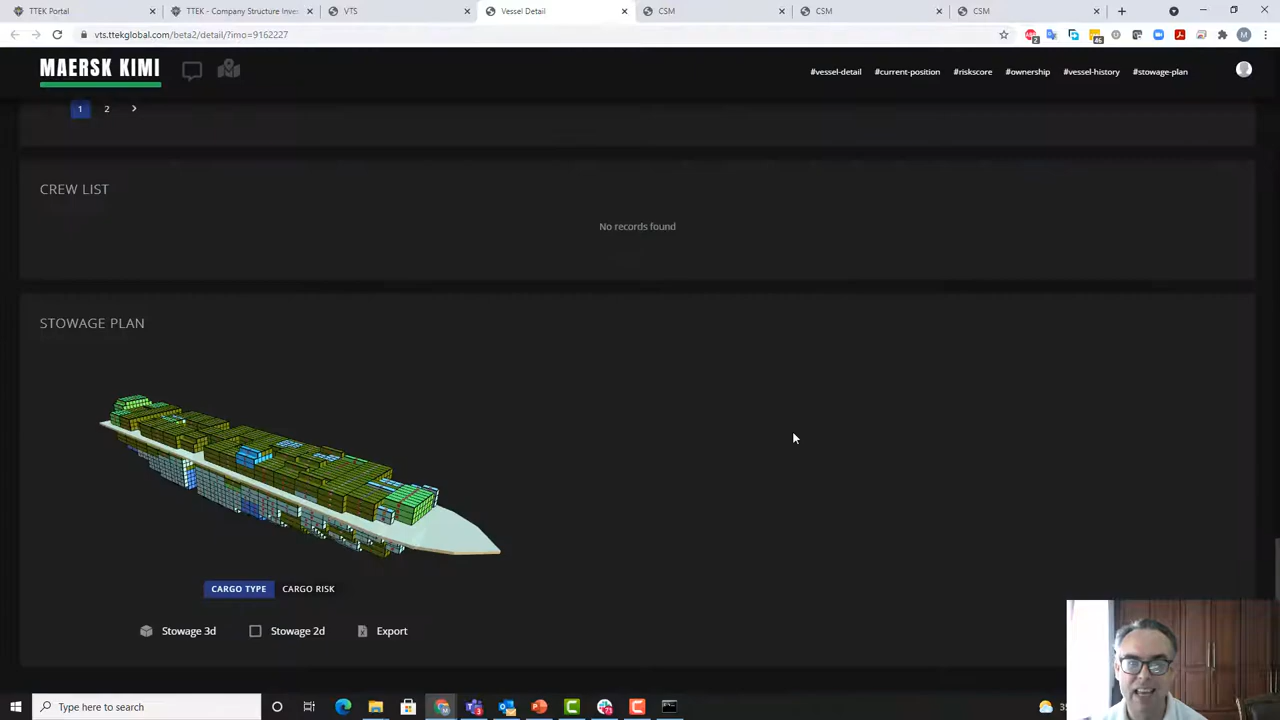 TTEK Portal
TTEK - Company Structure Inve
VTS
Vessel Detail
CSM
CSM
CSM
vts.ttekglobal.com/beta2/detail/?imo=9162227
46
M
MAERSK KIMI
#vessel-detail
#current-position
#riskscore
#ownership
#vessel-history
#stowage-plan
1 2
CREW LIST
No records found
STOWAGE PLAN
CARGO TYPE
CARGO RISK
Stowage 3d
Stowage 2d
Export
Type here to search